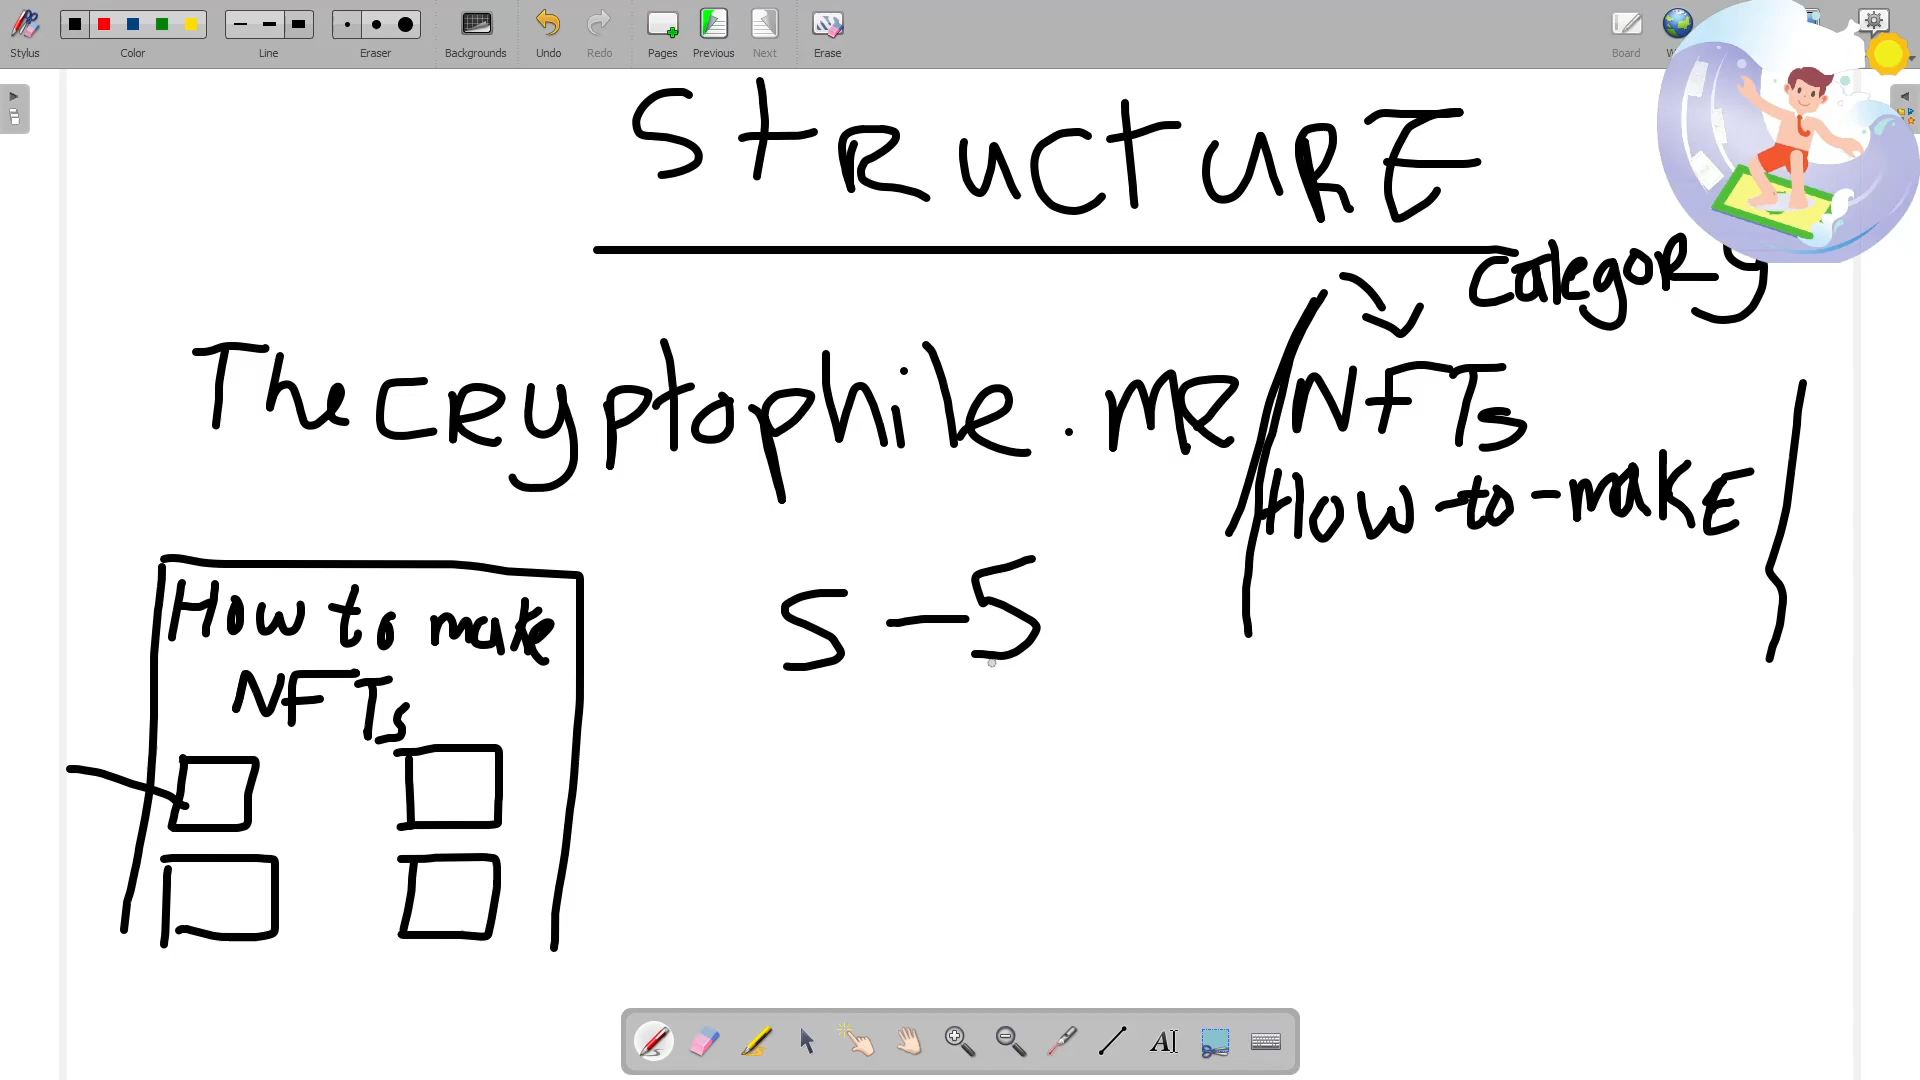 Stylus Color Line Eraser Backgrounds Undo Redo Pages Previous Next Erase Board
STRUCTURE
Category
Thecryptophile.me/NFTs
How-to-make
How to make
NFTs
5-5